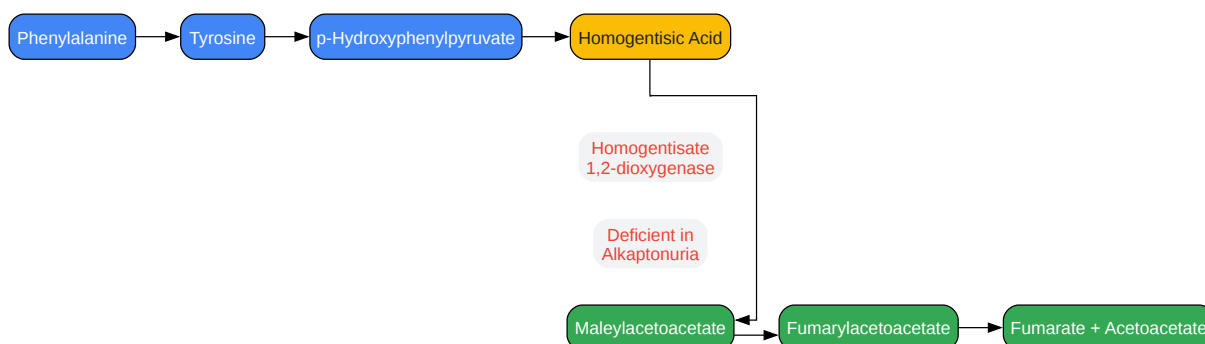 Phenylalanine
Tyrosine
p-Hydroxyphenylpyruvate
Homogentisic Acid
Homogentisate
1,2-dioxygenase
Deficient in
Alkaptonuria
Maleylacetoacetate
Fumarylacetoacetate
Fumarate + Acetoacetate